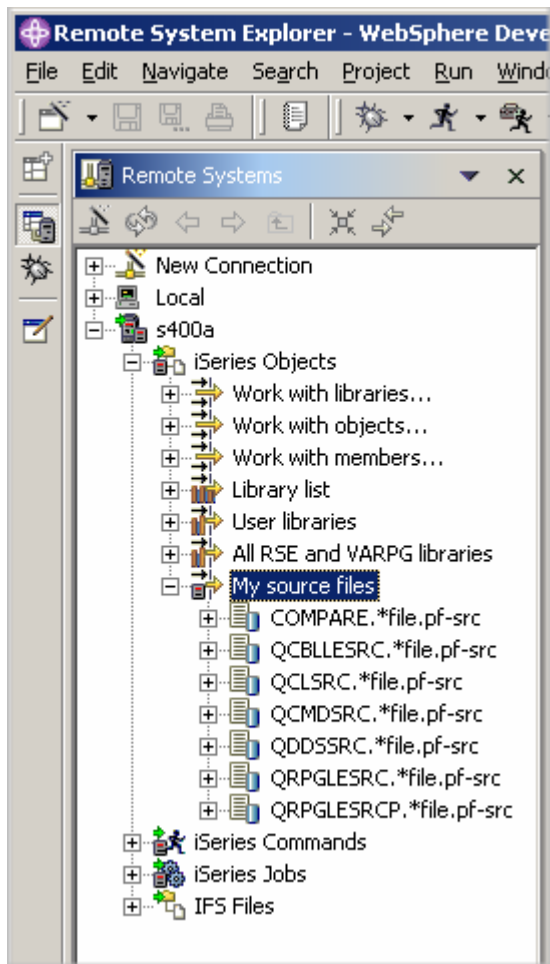 Remote System Explorer - WebSphere Deve
File Edit Navigate Search Project Run Windo
Remote Systems
New Connection
Local
s400a
iSeries Objects
Work with libraries...
Work with objects...
Work with members...
Library list
User libraries
All RSE and VARPG libraries
My source files
COMPARE.*file.pf-src
QCBLLESRC.*file.pf-src
QCLSRC.*file.pf-src
QCMDSRC.*file.pf-src
QDDSSRC.*file.pf-src
QRPGLESRC.*file.pf-src
QRPGLESRCP.*file.pf-src
iSeries Commands
iSeries Jobs
IFS Files